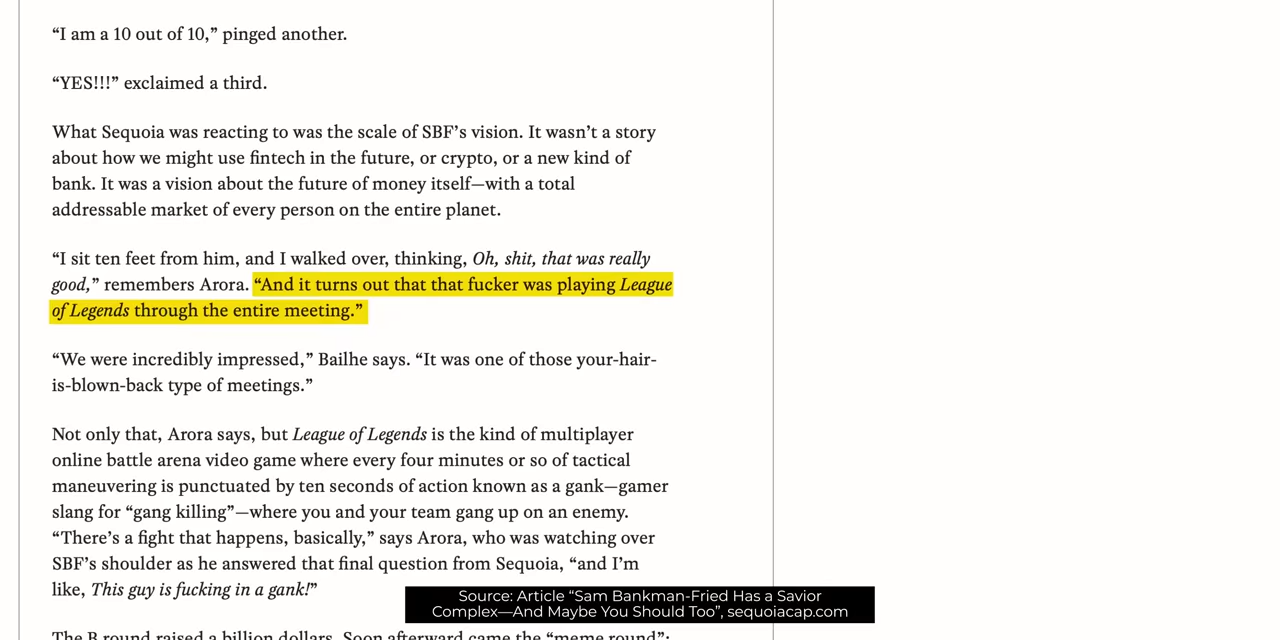 “I am a 10 out of 10,” pinged another.
“YES!!!” exclaimed a third.
What Sequoia was reacting to was the scale of SBF’s vision. It wasn’t a story
about how we might use fintech in the future, or crypto, or a new kind of
bank. It was a vision about the future of money itself—with a total
addressable market of every person on the entire planet.
“I sit ten feet from him, and I walked over, thinking, Oh, shit, that was really
good,” remembers Arora. “And it turns out that that fucker was playing League
of Legends through the entire meeting.”
“We were incredibly impressed,” Bailhe says. “It was one of those your-hair-
is-blown-back type of meetings.”
Not only that, Arora says, but League of Legends is the kind of multiplayer
online battle arena video game where every four minutes or so of tactical
maneuvering is punctuated by ten seconds of action known as a gank—gamer
slang for “gang killing”—where you and your team gang up on an enemy.
“There’s a fight that happens, basically,” says Arora, who was watching over
SBF’s shoulder as he answered that final question from Sequoia, “and I’m
like, This guy is fucking in a gank!”
Source: Article “Sam Bankman-Fried Has a Savior
Complex—And Maybe You Should Too”, sequoiacap.com
The B round raised a billion dollars. Soon afterward came the “meme round”: